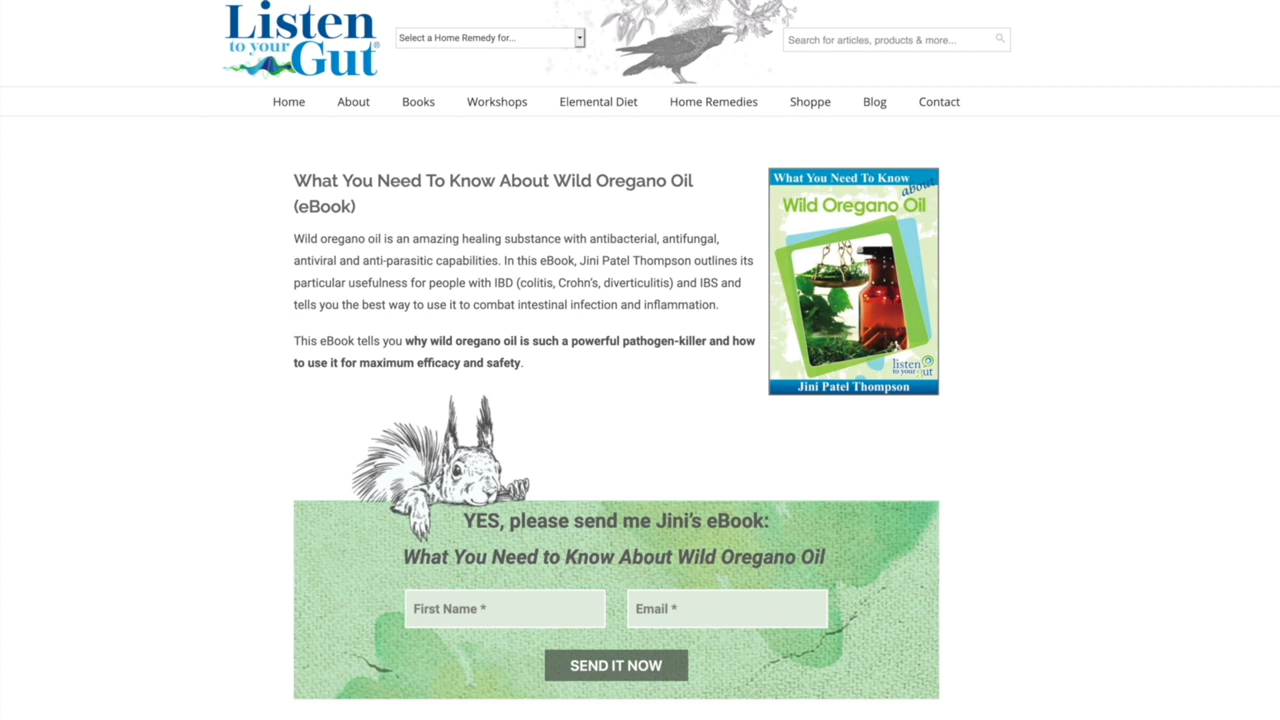 Listen
to your
Gut®
Select a Home Remedy for...
Search for articles, products & more...
Home About Books Workshops Elemental Diet Home Remedies Shoppe Blog Contact
What You Need To Know About Wild Oregano Oil
(eBook)
Wild oregano oil is an amazing healing substance with antibacterial, antifungal,
antiviral and anti-parasitic capabilities. In this eBook, Jini Patel Thompson outlines its
particular usefulness for people with IBD (colitis, Crohn's, diverticulitis) and IBS and
tells you the best way to use it to combat intestinal infection and inflammation.
This eBook tells you why wild oregano oil is such a powerful pathogen-killer and how
to use it for maximum efficacy and safety.
What You Need To Know
about
Wild Oregano Oil
listen
to your gut
Jini Patel Thompson
YES, please send me Jini's eBook:
What You Need to Know About Wild Oregano Oil
First Name *
Email *
SEND IT NOW